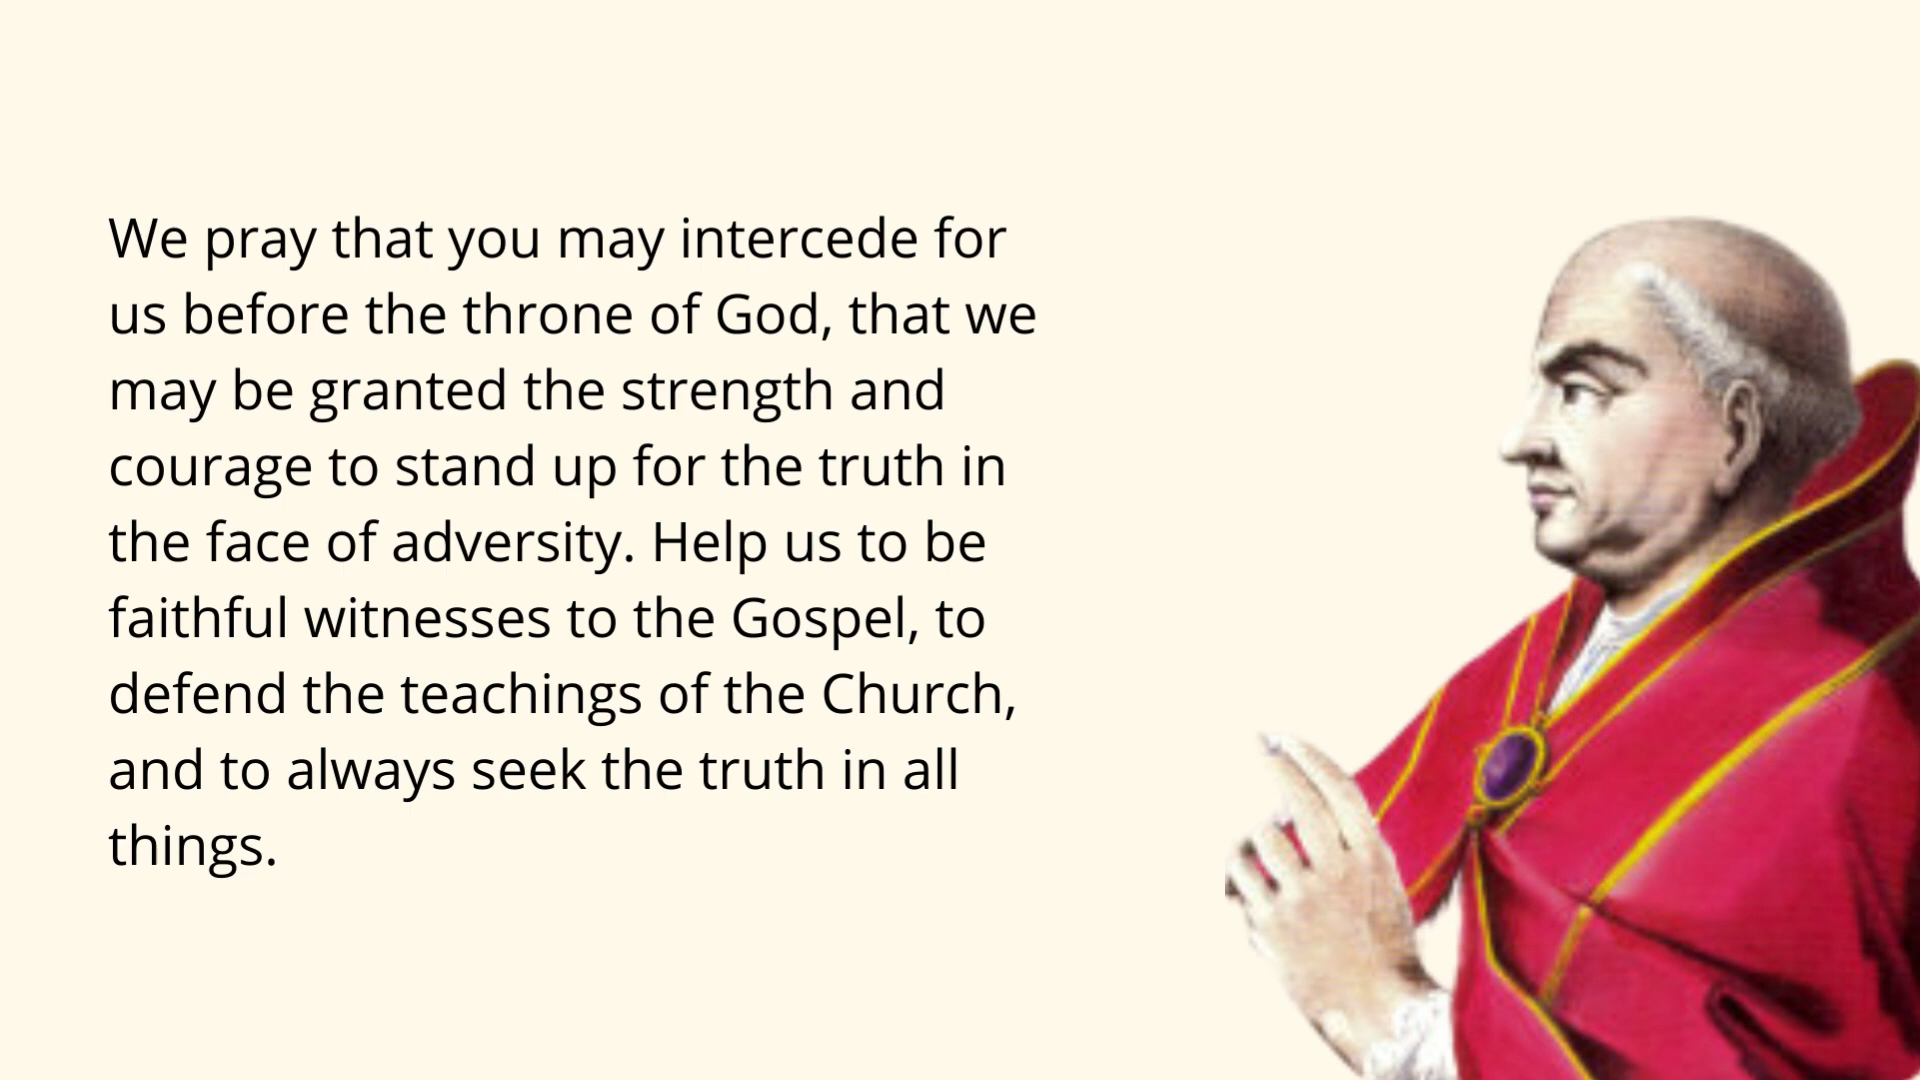 We pray that you may intercede for
us before the throne of God, that we
may be granted the strength and
courage to stand up for the truth in
the face of adversity. Help us to be
faithful witnesses to the Gospel, to
defend the teachings of the Church,
and to always seek the truth in all
things.